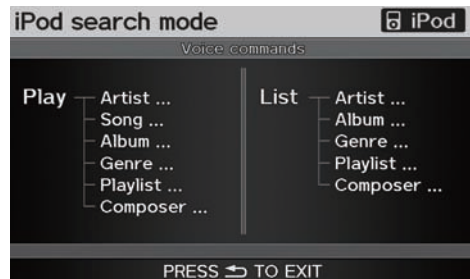 iPod search mode
iPod
Voice commands
Play
Artist ...
Song ...
Album ...
Genre ...
Playlist ...
Composer ...
List
Artist ...
Album ...
Genre ...
Playlist ...
Composer ...
PRESS TO EXIT